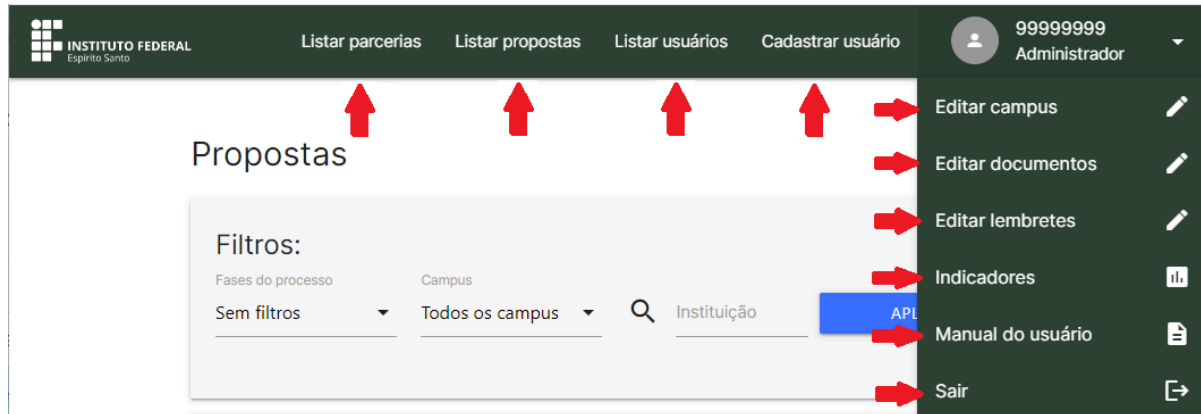 INSTITUTO FEDERAL
Espírito Santo
Listar parcerias
Listar propostas
Listar usuários
Cadastrar usuário
99999999
Administrador
Editar campus
Editar documentos
Editar lembretes
Indicadores
Manual do usuário
Sair
Propostas
Filtros:
Fases do processo
Sem filtros
Campus
Todos os campus
Instituição
APL